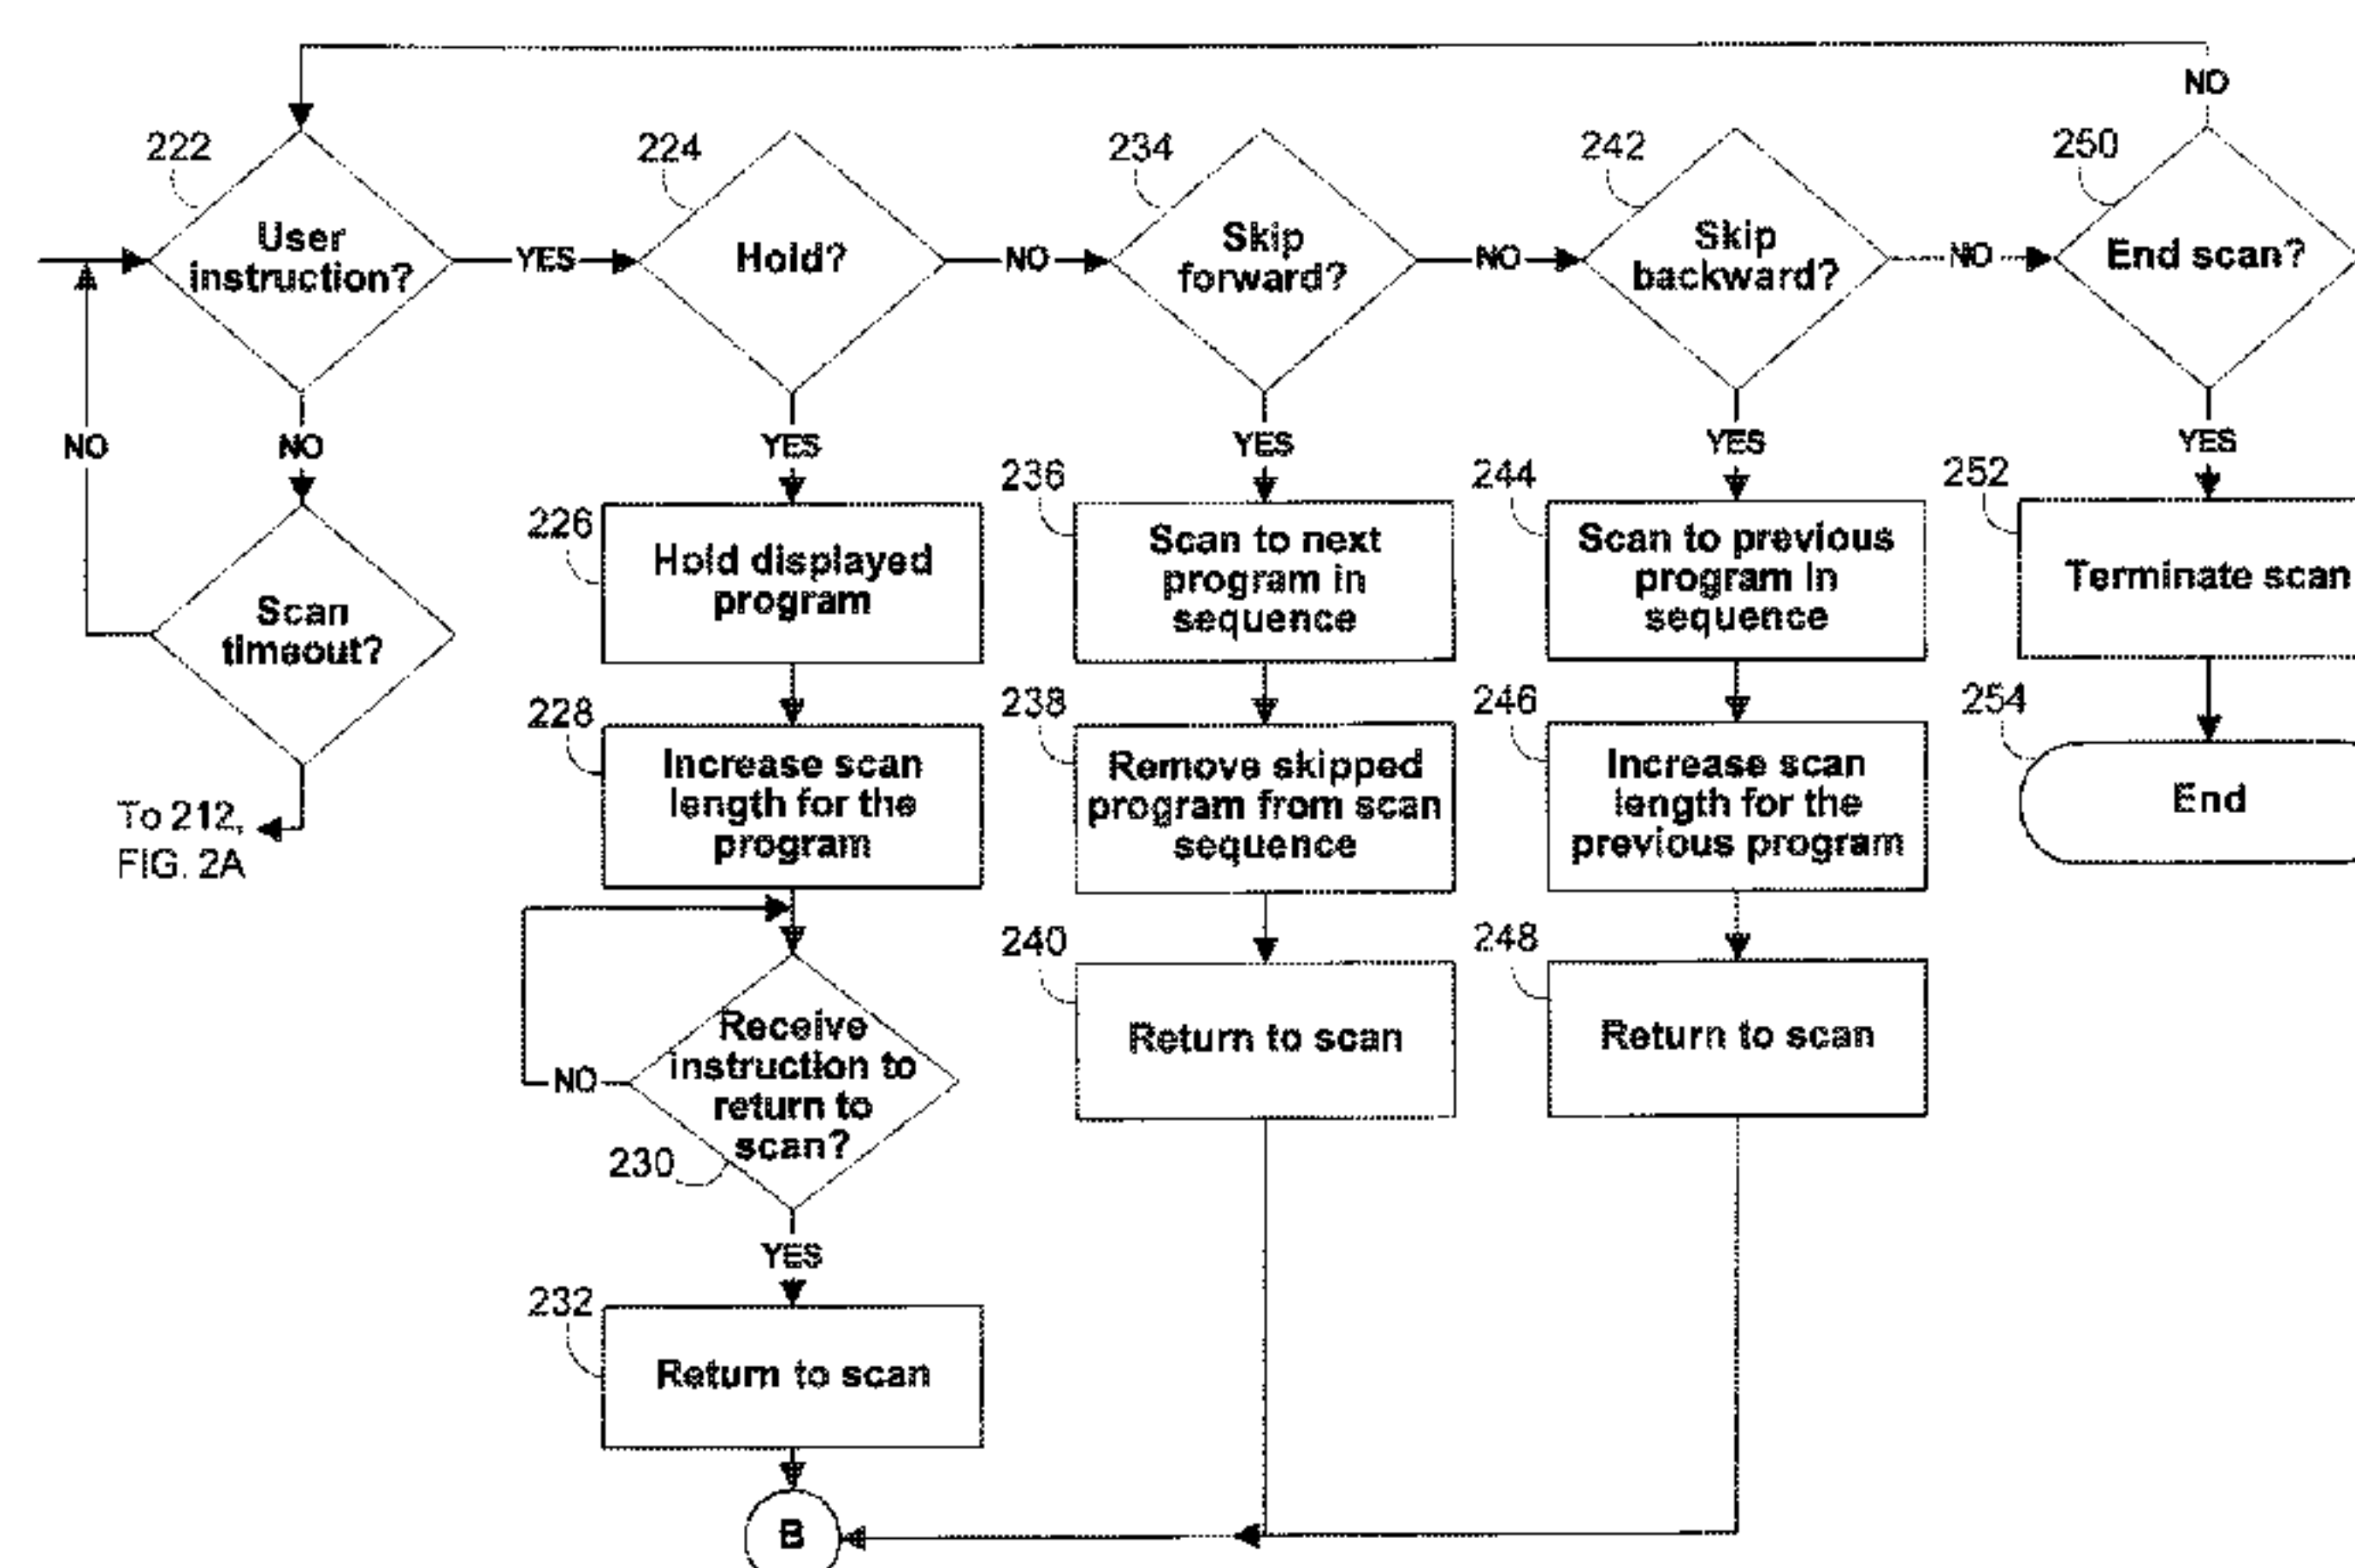 NO
222
224
234
242
250
User
instruction?
YES
Hold?
NO
Skip
forward?
NO
Skip
backward?
NO
End scan?
NO
NO
YES
YES
YES
YES
Scan
timeout?
To 212,
FIG. 2A
226
Hold displayed
program
236
Scan to next
program in
sequence
244
Scan to previous
program in
sequence
252
Terminate scan
228
Increase scan
length for the
program
238
Remove skipped
program from scan
sequence
246
Increase scan
length for the
previous program
254
End
NO
Receive
instruction to
return to
scan?
230
240
Return to scan
248
Return to scan
YES
232
Return to scan
B